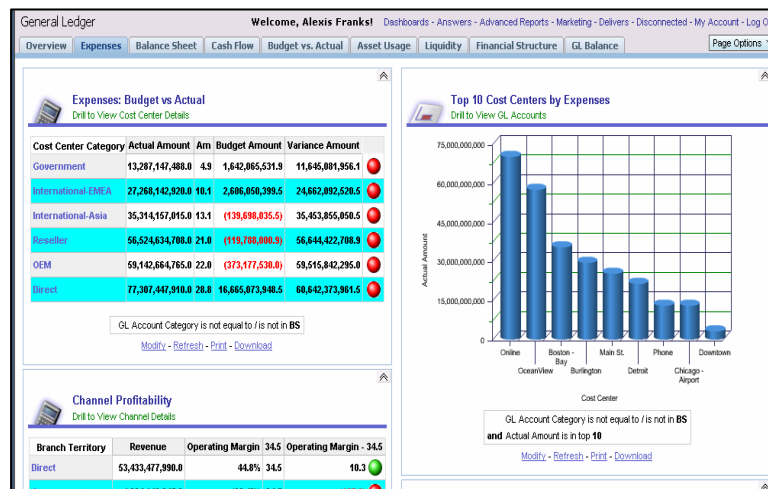 General Ledger
Welcome, Alexis Franks! Dashboards - Answers - Advanced Reports - Marketing - Delivers - Disconnected - My Account - Log O
Overview Expenses Balance Sheet Cash Flow Budget vs. Actual Asset Usage Liquidity Financial Structure GL Balance Page Options
Expenses: Budget vs Actual
Drill to View Cost Center Details
Cost Center Category Actual Amount Am Budget Amount Variance Amount
Government 13,287,147,488.0 4.9 1,642,065,531.9 11,645,081,956.1
International-EMEA 27,268,142,920.0 10.1 2,606,050,399.5 24,662,092,520.5
International-Asia 35,314,157,015.0 13.1 (139,698,035.5) 35,453,855,050.5
Reseller 56,524,634,708.0 21.0 (119,788,000.9) 56,644,422,708.9
OEM 59,142,664,765.0 22.0 (373,177,530.0) 59,515,842,295.0
Direct 77,307,447,910.0 28.8 16,665,073,948.5 60,642,373,961.5
GL Account Category is not equal to / is not in BS
Modify - Refresh - Print - Download
Channel Profitability
Drill to View Channel Details
Branch Territory Revenue Operating Margin 34.5 Operating Margin - 34.5
Direct 53,433,477,990.0 44.8% 34.5 10.3
Top 10 Cost Centers by Expenses
Drill to View GL Accounts
75,000,000,000
60,000,000,000
45,000,000,000
30,000,000,000
15,000,000,000
0
Actual Amount
Online
OceanView
Boston - Bay
Burlington
Main St.
Detroit
Phone
Chicago - Airport
Downtown
Cost Center
GL Account Category is not equal to / is not in BS
and Actual Amount is in top 10
Modify - Refresh - Print - Download